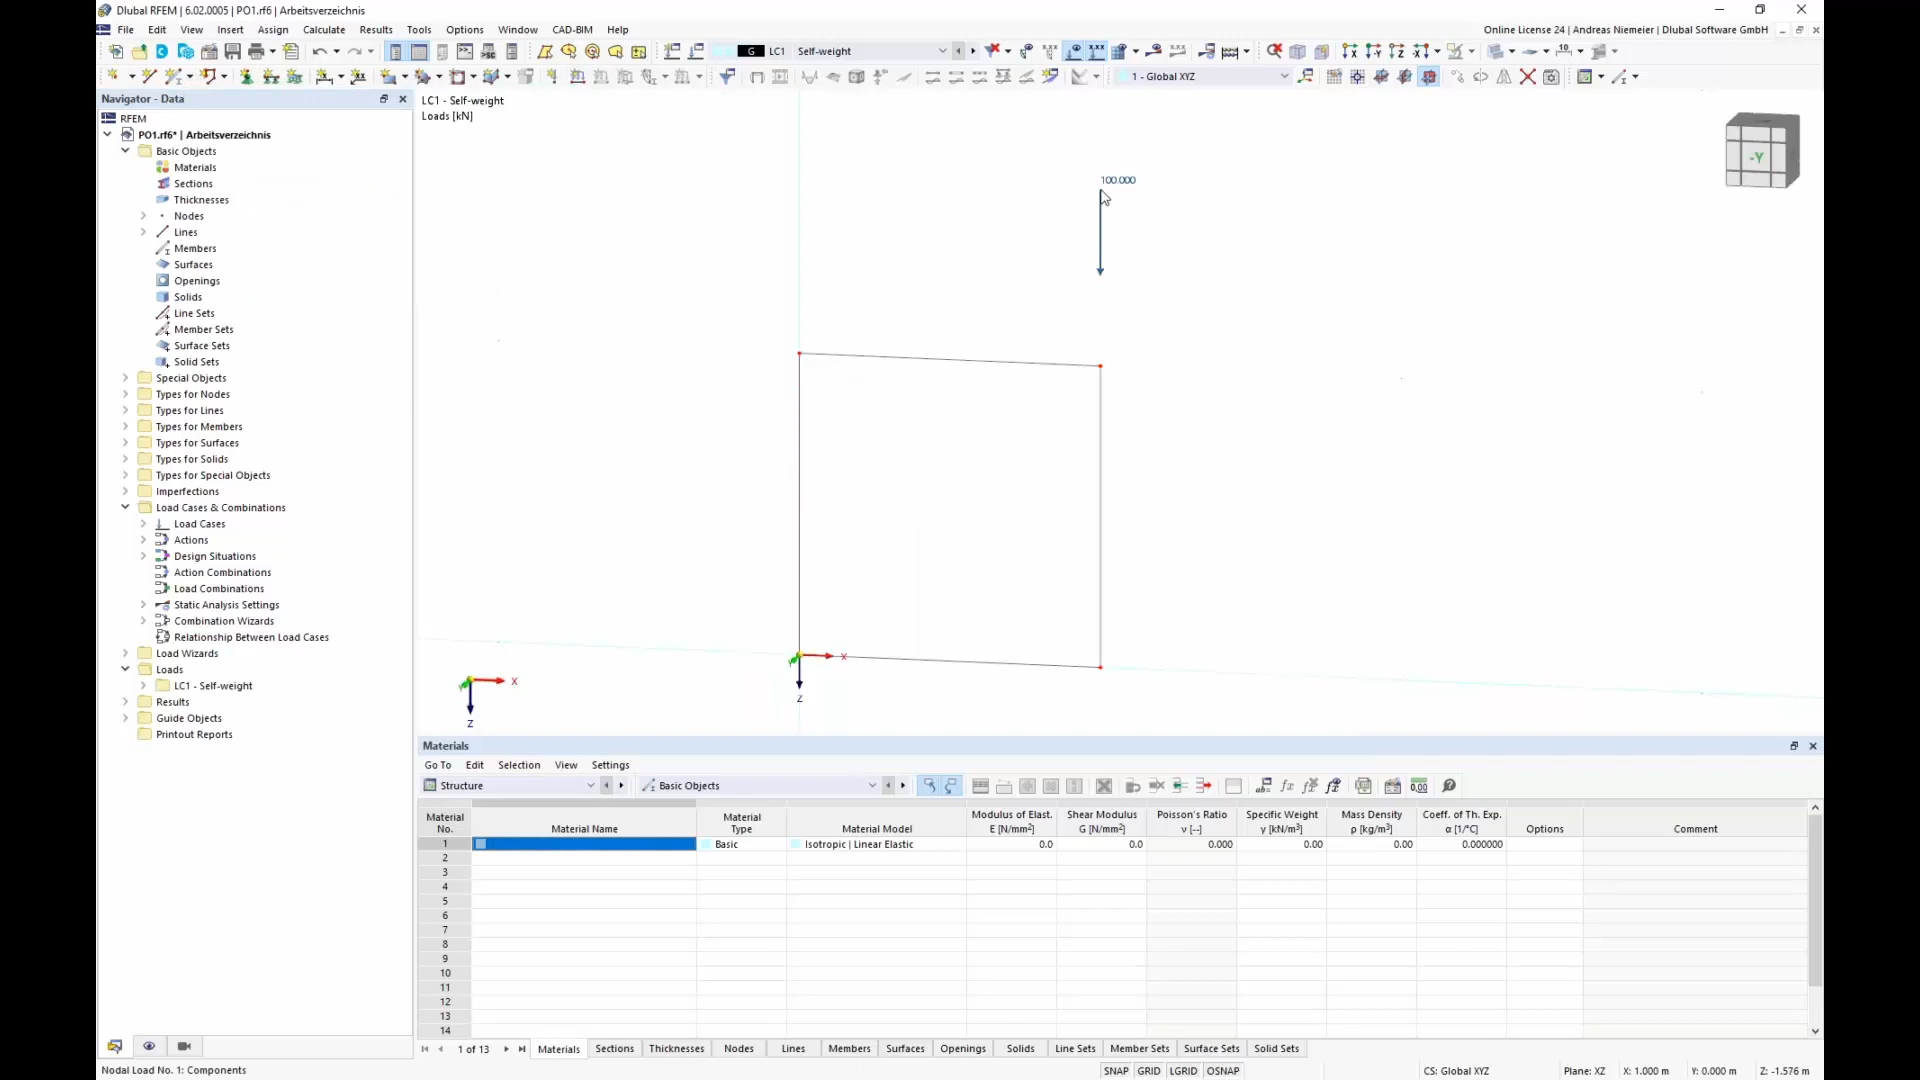 Dlubal RFEM | 6.02.0005 | PO1.rf6 | Arbeitsverzeichnis
File Edit View Insert Assign Calculate Results Tools Options Window CAD-BIM Help
Online License 24 | Andreas Niemeier | Dlubal Software GmbH
G LC1 Self-weight
1 - Global XYZ
Navigator - Data
RFEM
PO1.rf6* | Arbeitsverzeichnis
Basic Objects
Materials
Sections
Thicknesses
Nodes
Lines
Members
Surfaces
Openings
Solids
Line Sets
Member Sets
Surface Sets
Solid Sets
Special Objects
Types for Nodes
Types for Lines
Types for Members
Types for Surfaces
Types for Solids
Types for Special Objects
Imperfections
Load Cases & Combinations
Load Cases
Actions
Design Situations
Action Combinations
Load Combinations
Static Analysis Settings
Combination Wizards
Relationship Between Load Cases
Load Wizards
Loads
LC1 - Self-weight
Results
Guide Objects
Printout Reports
LC1 - Self-weight
Loads [kN]
100.000
-Y
X
Z
X
Z
Materials
Go To Edit Selection View Settings
Structure Basic Objects
Material No. Material Name Material Type Material Model Modulus of Elast. E [N/mm²] Shear Modulus G [N/mm²] Poisson's Ratio ν [--] Specific Weight γ [kN/m³] Mass Density ρ [kg/m³] Coeff. of Th. Exp. α [1/°C] Options Comment
1 Basic Isotropic | Linear Elastic 0.0 0.0 0.000 0.00 0.00 0.000000
2
3
4
5
6
7
8
9
10
11
12
13
14
1 of 13 Materials Sections Thicknesses Nodes Lines Members Surfaces Openings Solids Line Sets Member Sets Surface Sets Solid Sets
Nodal Load No. 1: Components
SNAP GRID LGRID OSNAP
CS: Global XYZ Plane: XZ X: 1.000 m Y: 0.000 m Z: -1.576 m